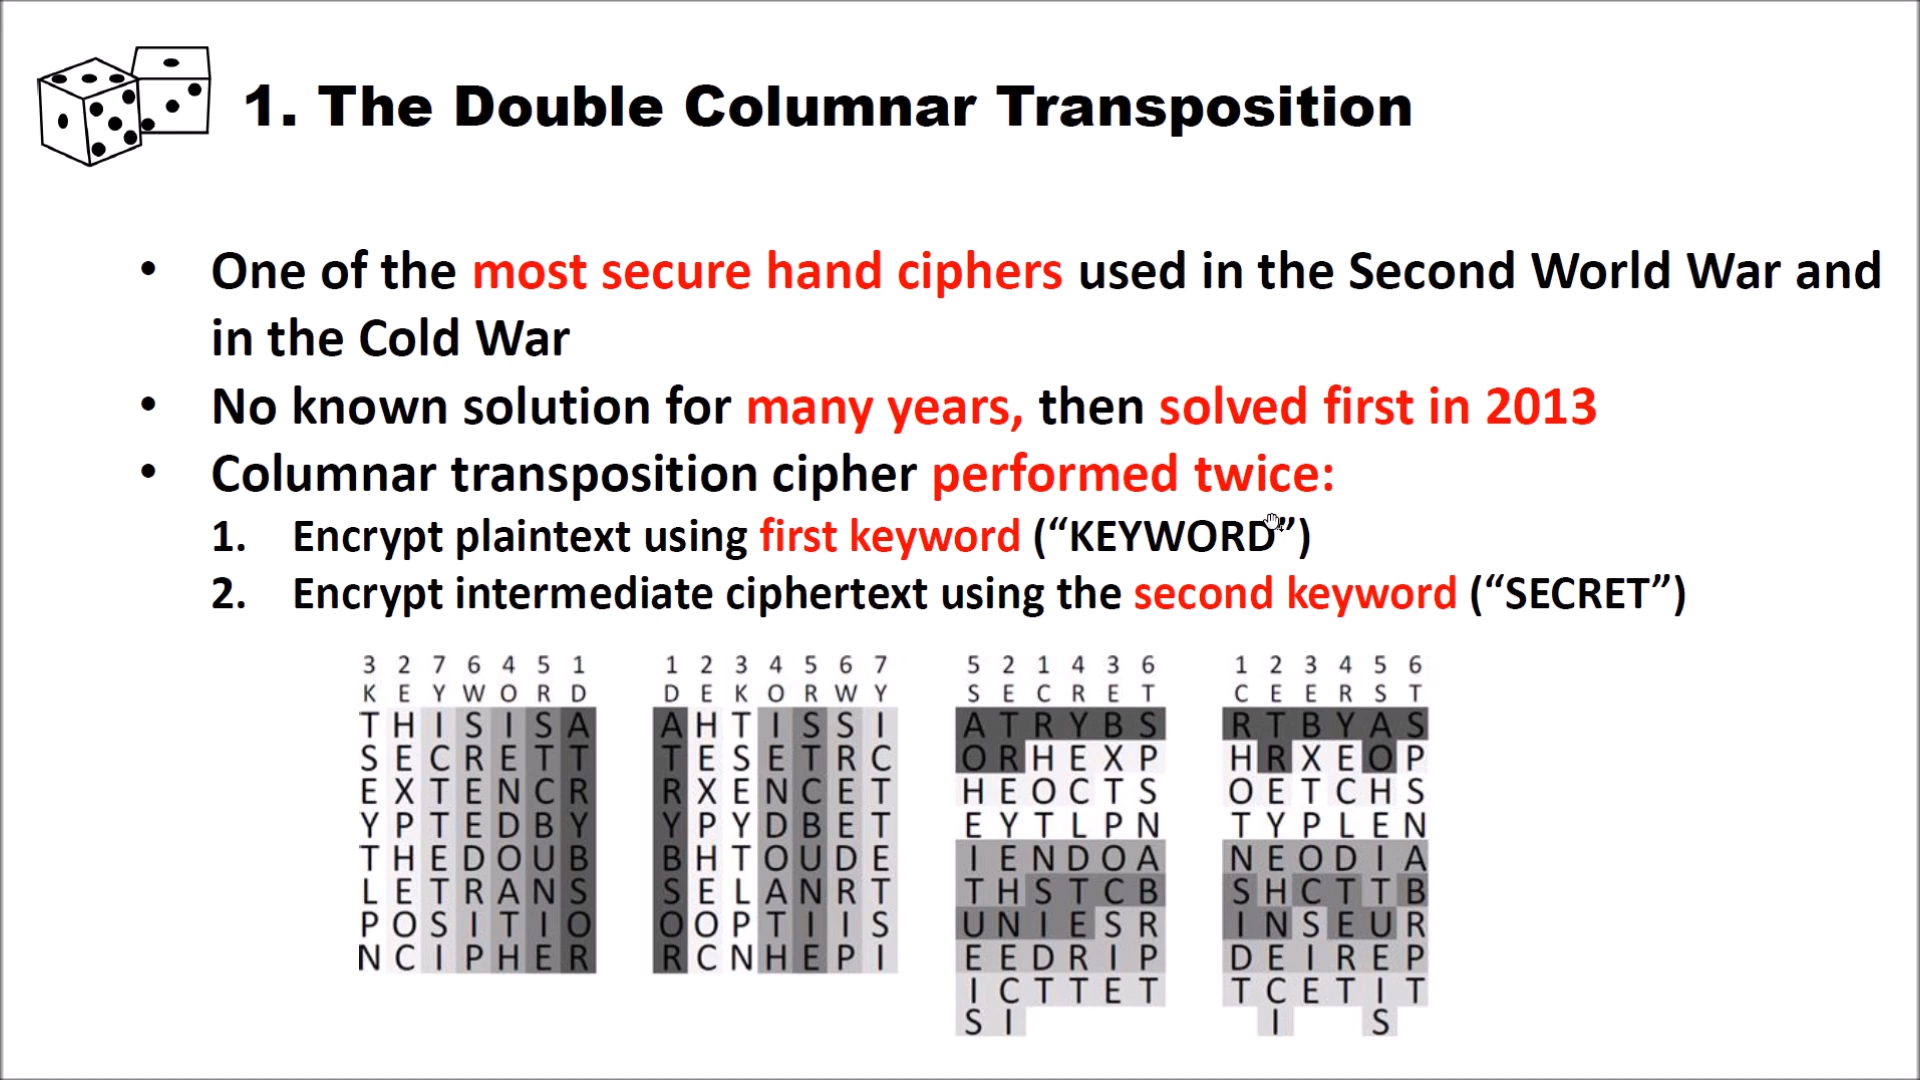 1. The Double Columnar Transposition
• One of the most secure hand ciphers used in the Second World War and
in the Cold War
• No known solution for many years, then solved first in 2013
• Columnar transposition cipher performed twice:
1. Encrypt plaintext using first keyword (“KEYWORD”)
2. Encrypt intermediate ciphertext using the second keyword (“SECRET”)
3 2 7 6 4 5 1
K E Y W O R D
T H I S I S A
S E C R E T T
E X T E N C R
Y P T E D B Y
T H E D O U B
L E T R A N S
P O S I T I O
N C I P H E R
1 2 3 4 5 6 7
D E K O R W Y
A H T I S S I
T E S E T R C
R X E N C E T
Y P Y D B E T
B H T O U D E
S E L A N R T
O O P T I I S
R C N H E P I
5 2 1 4 3 6
S E C R E T
A T R Y B S
O R H E X P
H E O C T S
E Y T L P N
I E N D O A
T H S T C B
U N I E S R
E E D R I P
I C T T E T
S I
1 2 3 4 5 6
C E E R S T
R T B Y A S
H R X E O P
O E T C H S
T Y P L E N
N E O D I A
S H C T T B
I N S E U R
D E I R E P
T C E T I T
I S